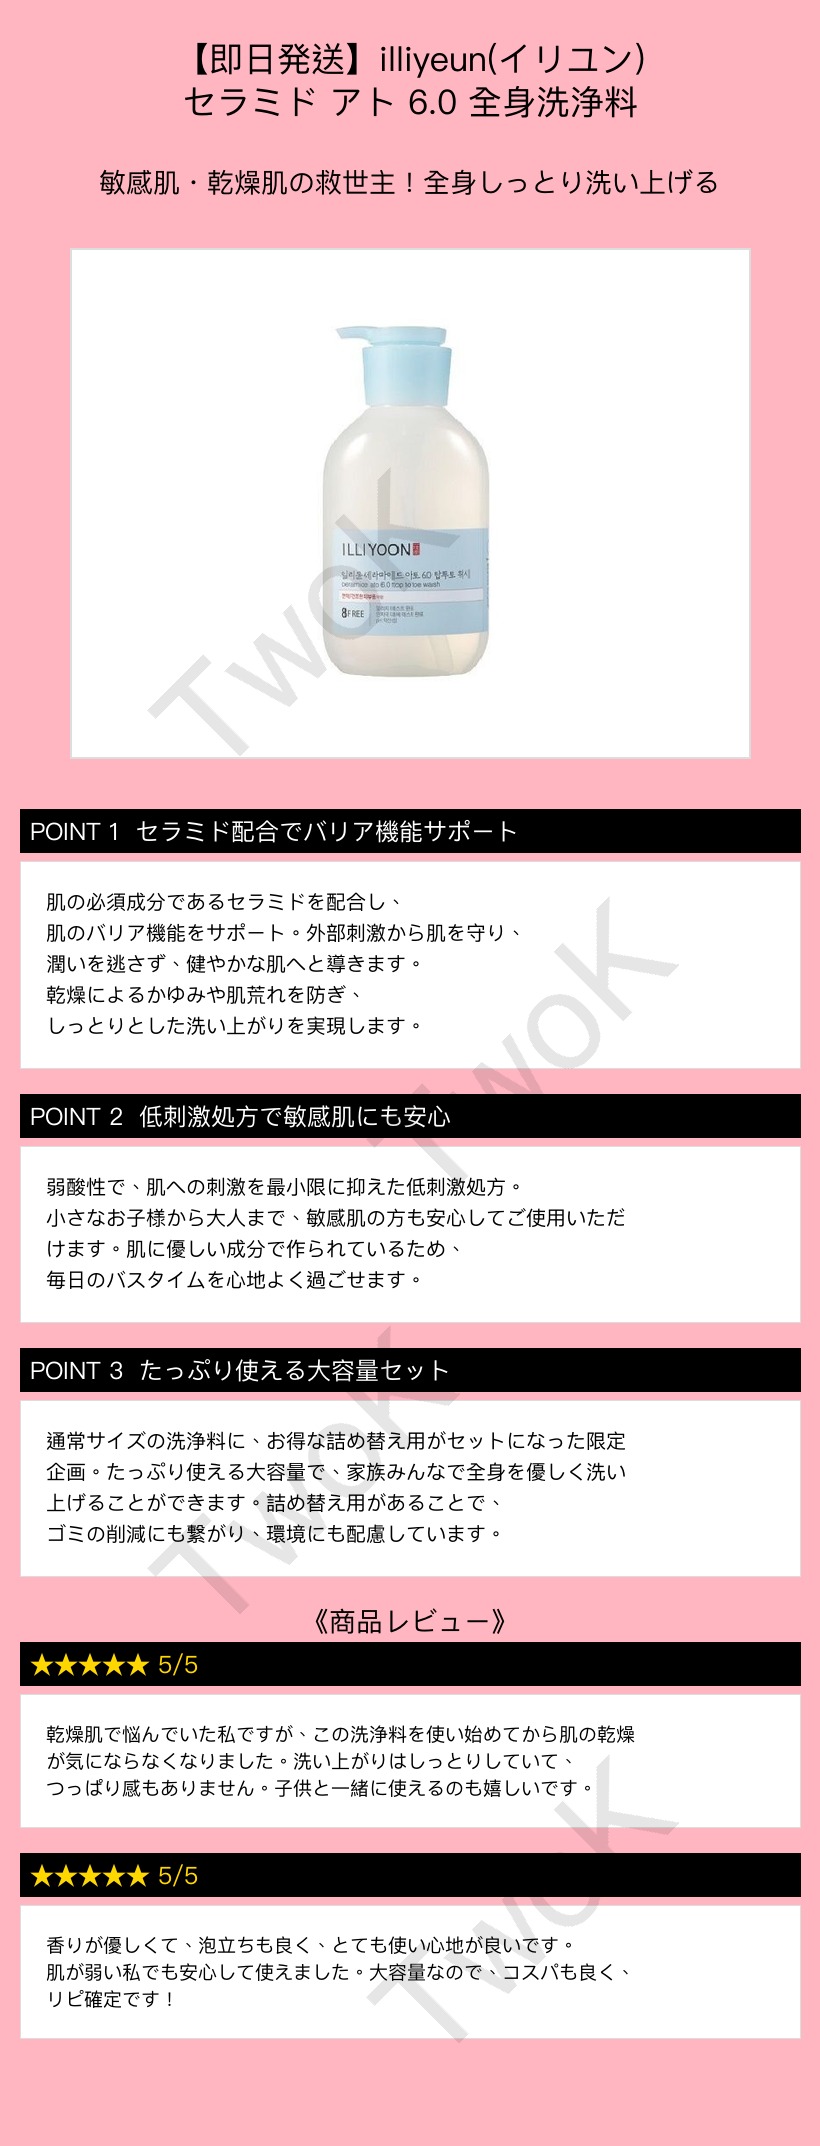 【即日発送】illiyeun(イリユン)
セラミド アト 6.0 全身洗浄料
敏感肌・乾燥肌の救世主！全身しっとり洗い上げる
ILLIYOON
일리윤 세라마이드 아토 6.0 탑투토 워시
ceramide ato 6.0 top to toe wash
8 FREE
TwoK
POINT 1 セラミド配合でバリア機能サポート
肌の必須成分であるセラミドを配合し、
肌のバリア機能をサポート。外部刺激から肌を守り、
潤いを逃さず、健やかな肌へと導きます。
乾燥によるかゆみや肌荒れを防ぎ、
しっとりとした洗い上がりを実現します。
TwoK
POINT 2 低刺激処方で敏感肌にも安心
弱酸性で、肌への刺激を最小限に抑えた低刺激処方。
小さなお子様から大人まで、敏感肌の方も安心してご使用いただ
けます。肌に優しい成分で作られているため、
毎日のバスタイムを心地よく過ごせます。
POINT 3 たっぷり使える大容量セット
通常サイズの洗浄料に、お得な詰め替え用がセットになった限定
企画。たっぷり使える大容量で、家族みんなで全身を優しく洗い
上げることができます。詰め替え用があることで、
ゴミの削減にも繋がり、環境にも配慮しています。
TwoK
《商品レビュー》
★★★★★ 5/5
乾燥肌で悩んでいた私ですが、この洗浄料を使い始めてから肌の乾燥
が気にならなくなりました。洗い上がりはしっとりしていて、
つっぱり感もありません。子供と一緒に使えるのも嬉しいです。
★★★★★ 5/5
香りが優しくて、泡立ちも良く、とても使い心地が良いです。
肌が弱い私でも安心して使えました。大容量なので、コスパも良く、
リピ確定です！
TwoK